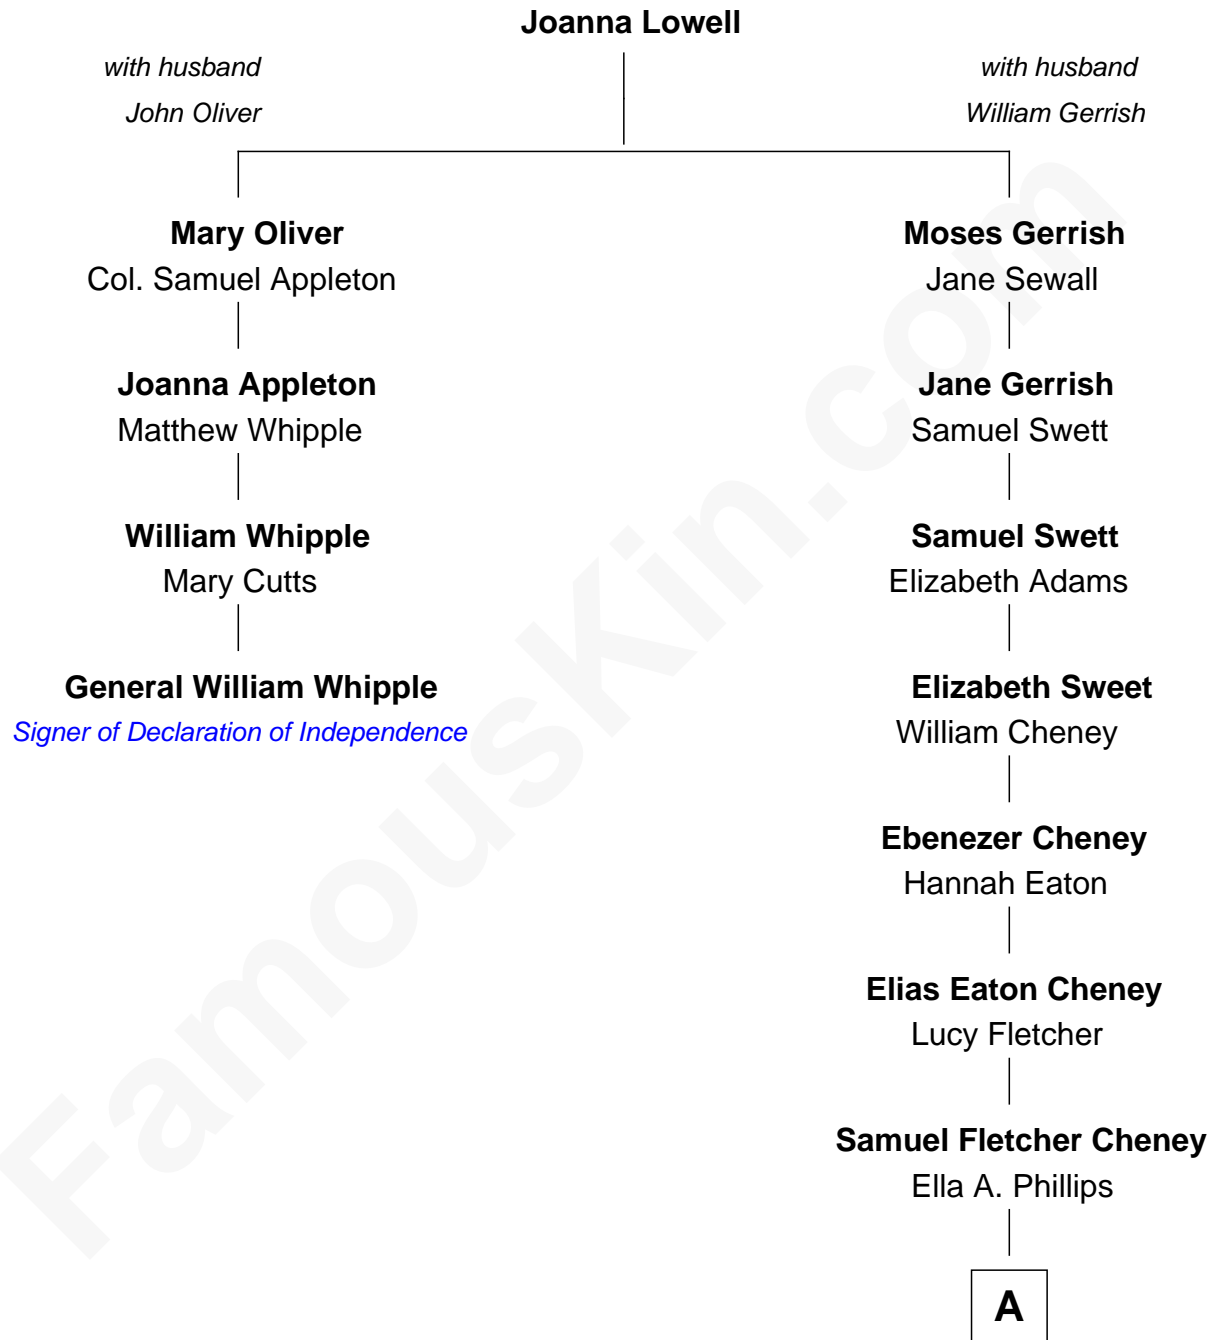 Joanna Lowell
with husband
John Oliver
with husband
William Gerrish
Mary Oliver
Col. Samuel Appleton
Joanna Appleton
Matthew Whipple
William Whipple
Mary Cutts
General William Whipple
Signer of Declaration of Independence
Moses Gerrish
Jane Sewall
Jane Gerrish
Samuel Swett
Samuel Swett
Elizabeth Adams
Elizabeth Sweet
William Cheney
Ebenezer Cheney
Hannah Eaton
Elias Eaton Cheney
Lucy Fletcher
Samuel Fletcher Cheney
Ella A. Phillips
A
FamousKin.com